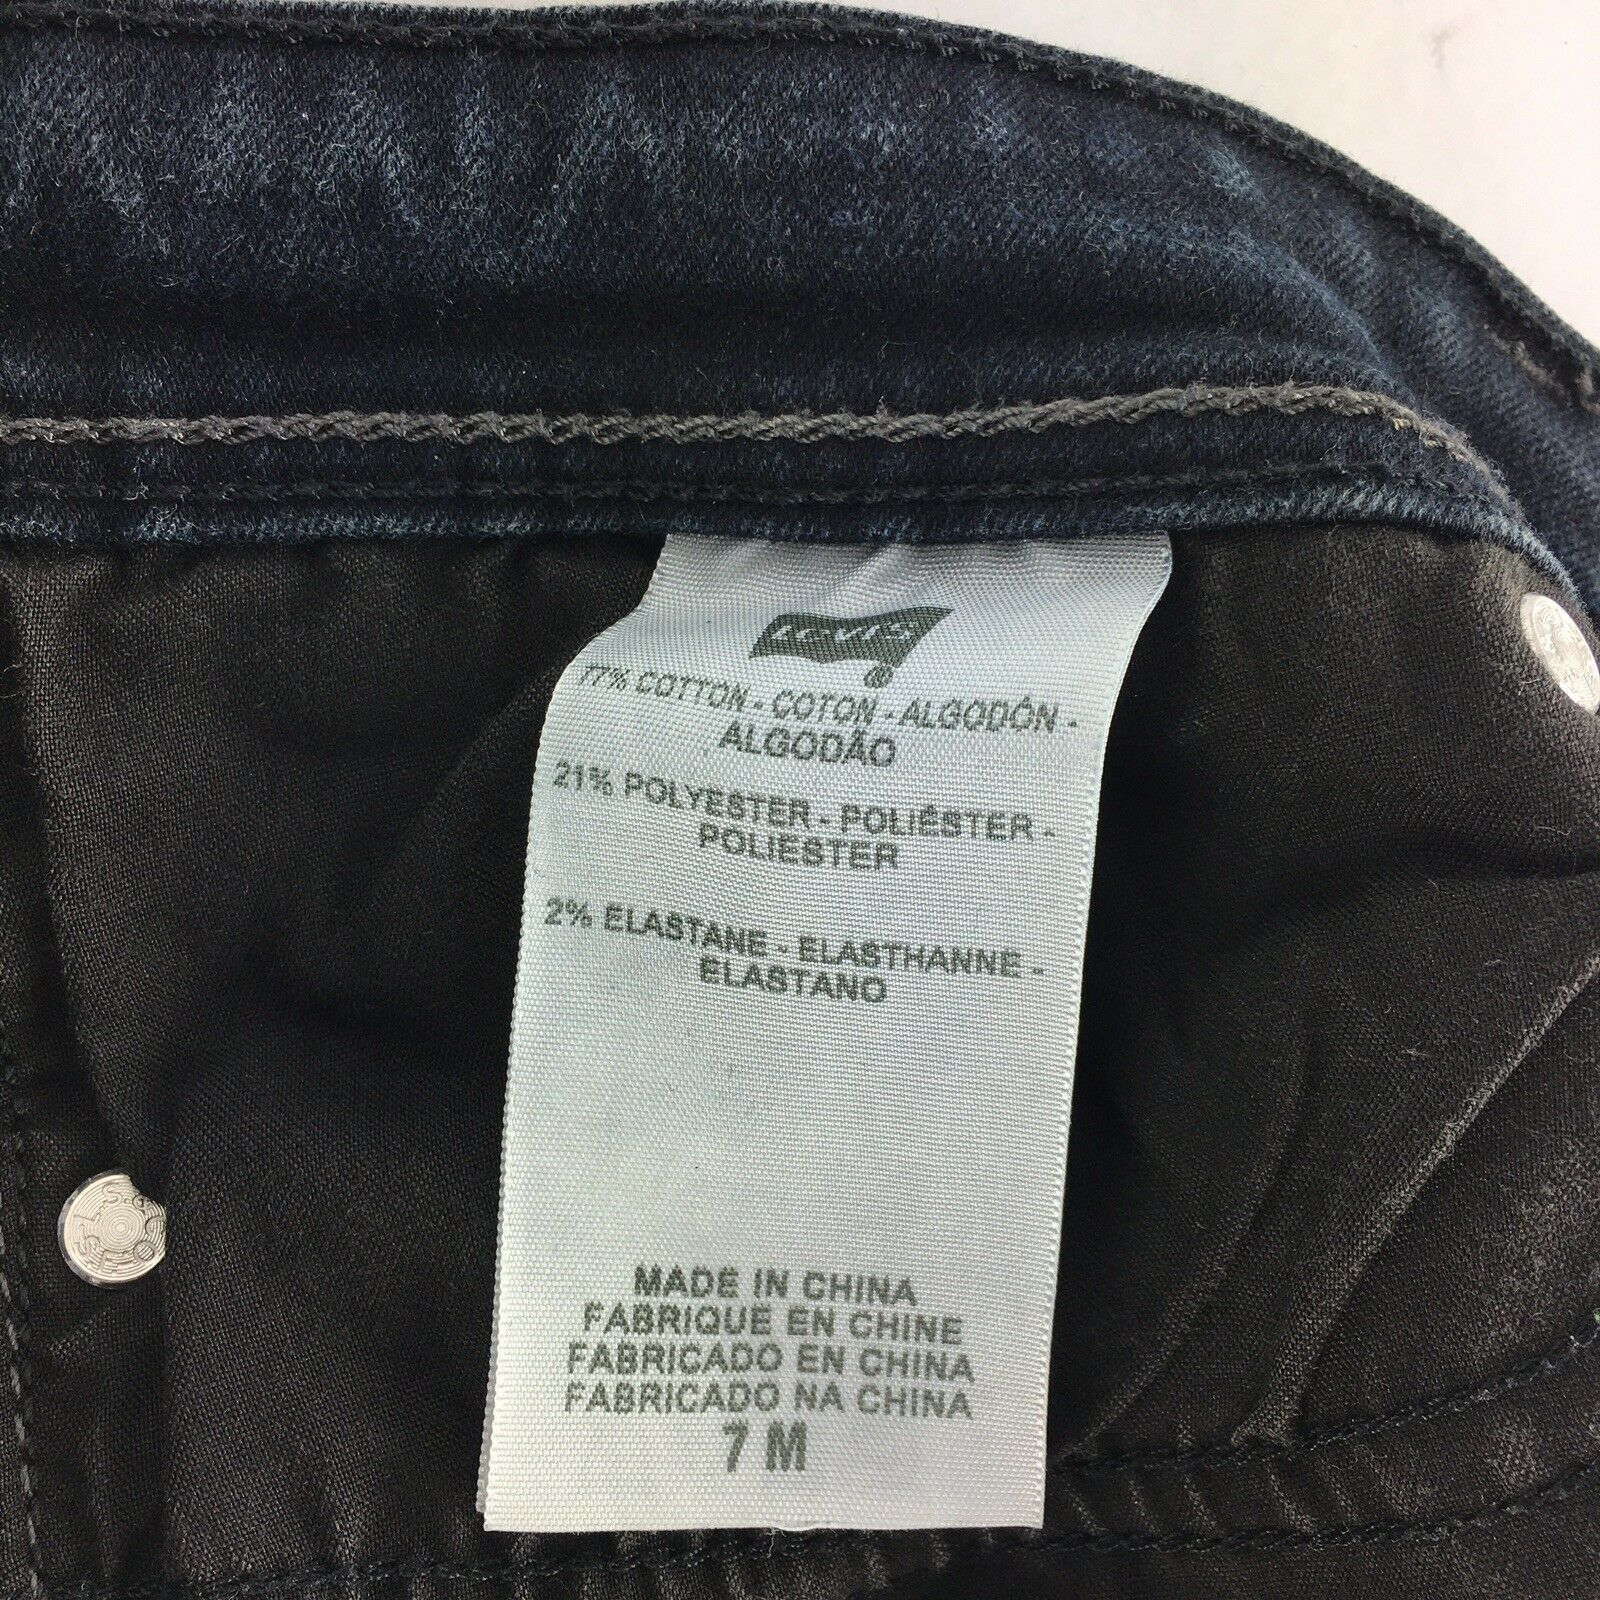 Levi's
®
77% COTTON - COTON - ALGODÓN -
ALGODÃO
21% POLYESTER - POLIÉSTER -
POLIESTER
2% ELASTANE - ELASTHANNE -
ELASTANO
MADE IN CHINA
FABRIQUE EN CHINE
FABRICADO EN CHINA
FABRICADO NA CHINA
7 M
L.S.&